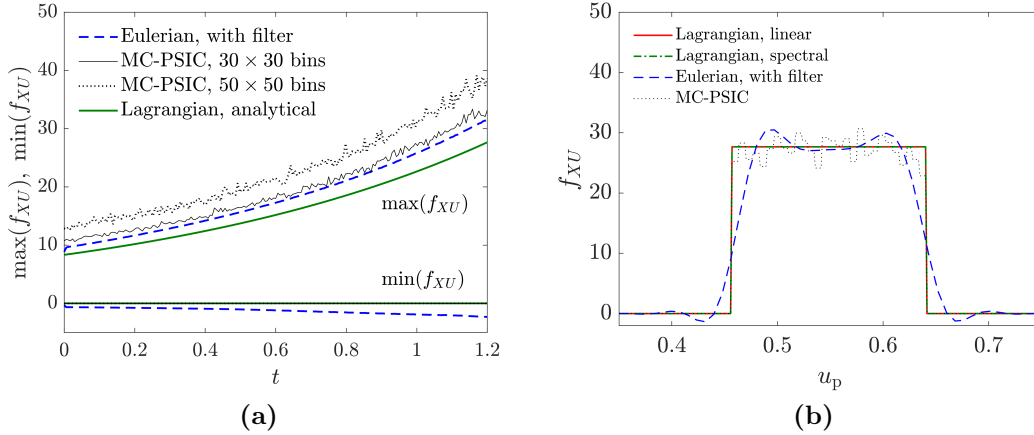 50
40
30
20
10
0
max(f_XU), min(f_XU)
Eulerian, with filter
MC-PSIC, 30 × 30 bins
MC-PSIC, 50 × 50 bins
Lagrangian, analytical
max(f_XU)
min(f_XU)
0 0.2 0.4 0.6 0.8 1 1.2
t
(a)
50
40
30
20
10
0
f_XU
Lagrangian, linear
Lagrangian, spectral
Eulerian, with filter
MC-PSIC
0.4 0.5 0.6 0.7
u_p
(b)